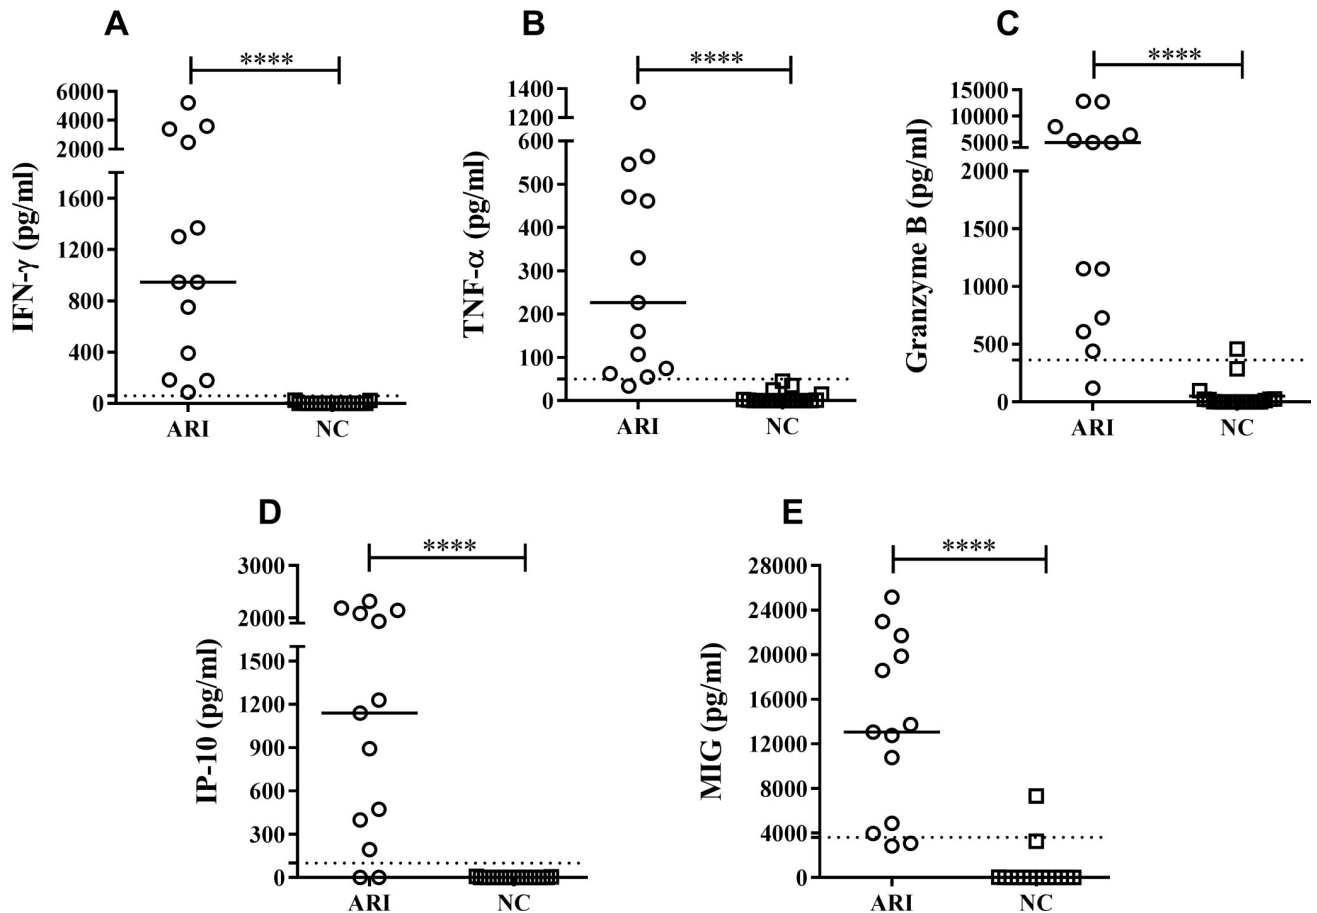 A
****
IFN-γ (pg/ml)
6000
4000
2000
1600
1200
800
400
0
ARI
NC
B
****
TNF-α (pg/ml)
1400
1200
600
500
400
300
200
100
0
ARI
NC
C
****
Granzyme B (pg/ml)
15000
10000
5000
2000
1500
1000
500
0
ARI
NC
D
****
IP-10 (pg/ml)
3000
2000
1500
1200
900
600
300
0
ARI
NC
E
****
MIG (pg/ml)
28000
24000
20000
16000
12000
8000
4000
0
ARI
NC